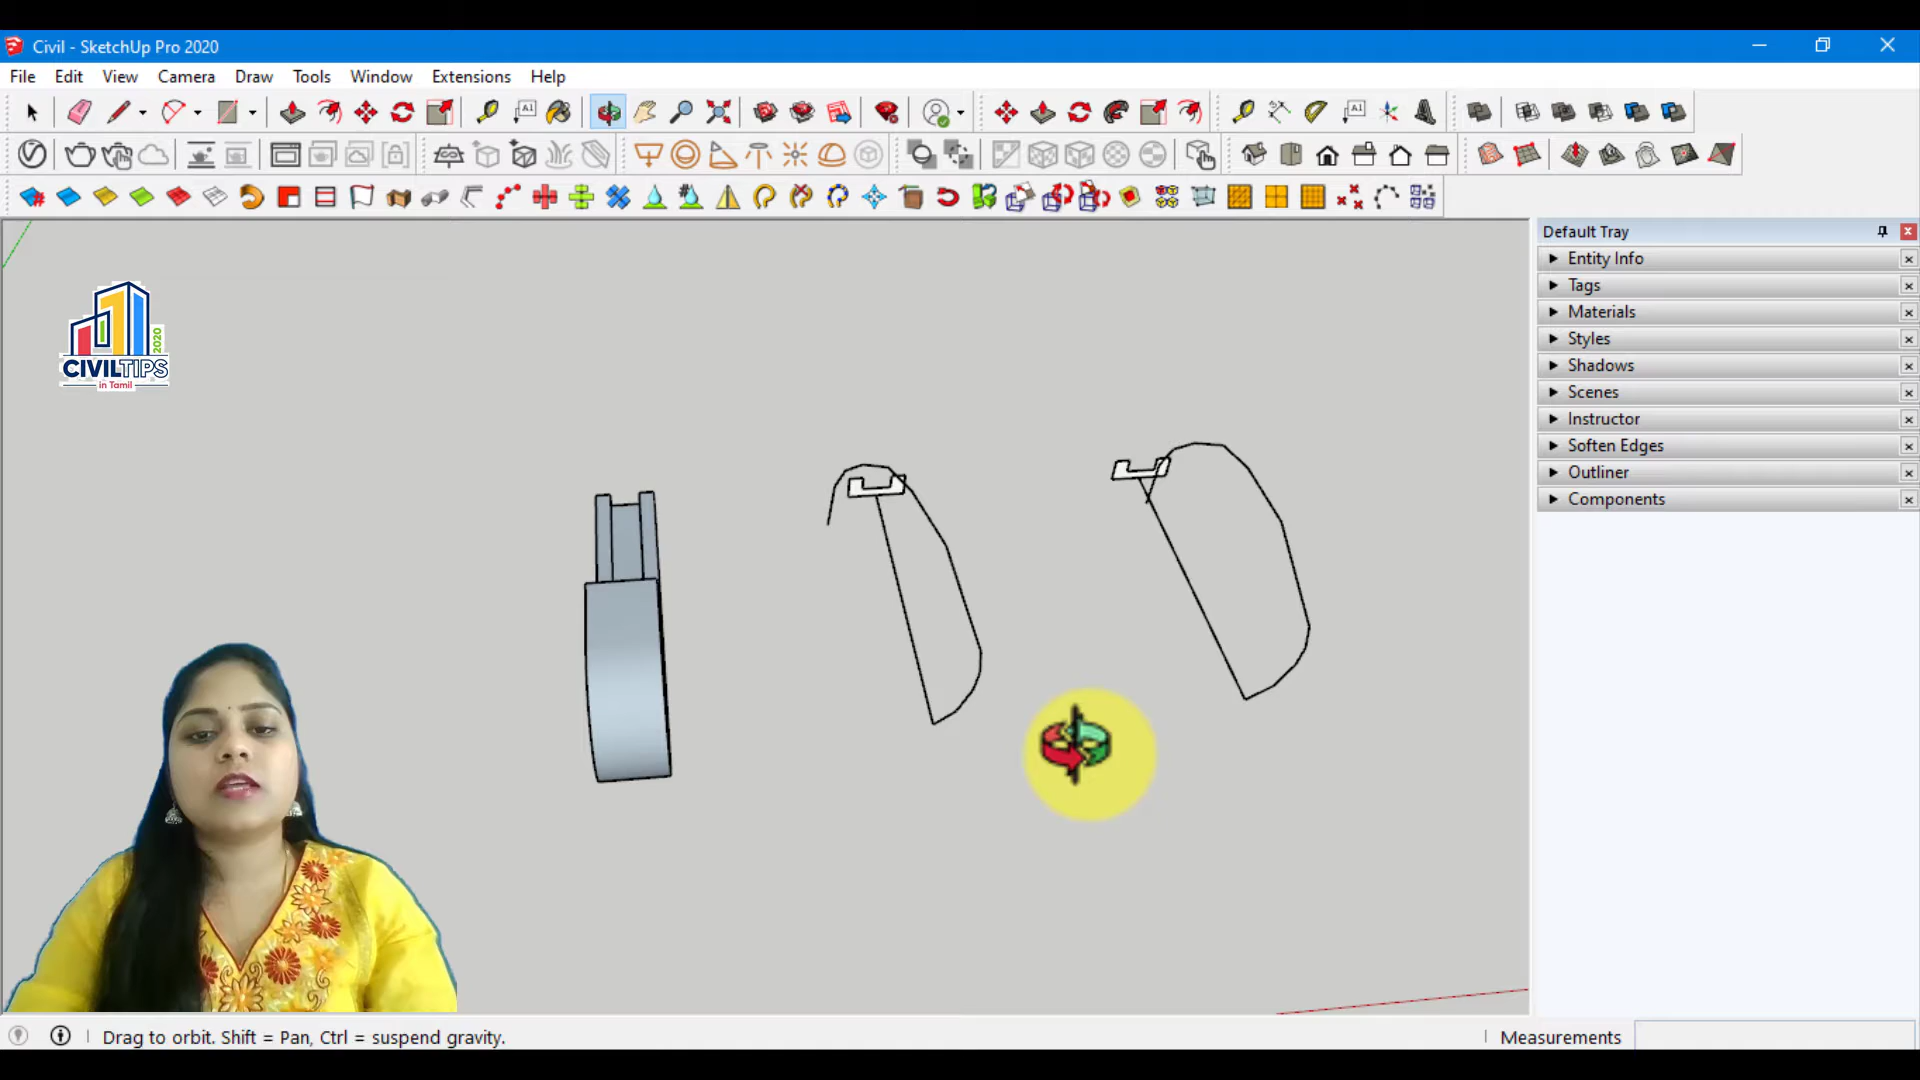 Civil - SketchUp Pro 2020
File Edit View Camera Draw Tools Window Extensions Help
A1
A1
Default Tray
Entity Info
Tags
Materials
Styles
Shadows
Scenes
Instructor
Soften Edges
Outliner
Components
2020
CIVILTIPS
in Tamil
Drag to orbit. Shift = Pan, Ctrl = suspend gravity.
Measurements